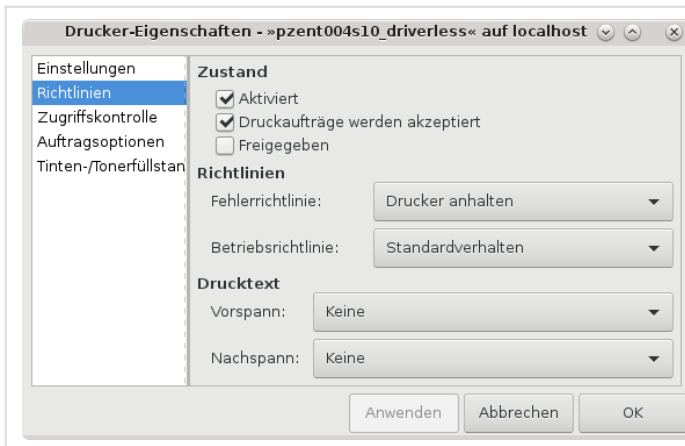 Drucker-Eigenschaften - »pzent004s10_driverless« auf localhost
Einstellungen
Richtlinien
Zugriffskontrolle
Auftragsoptionen
Tinten-/Tonerfüllstan
Zustand
Aktiviert
Druckaufträge werden akzeptiert
Freigegeben
Richtlinien
Fehlerrichtlinie: Drucker anhalten
Betriebsrichtlinie: Standardverhalten
Drucktext
Vorspann: Keine
Nachspann: Keine
Anwenden Abbrechen OK